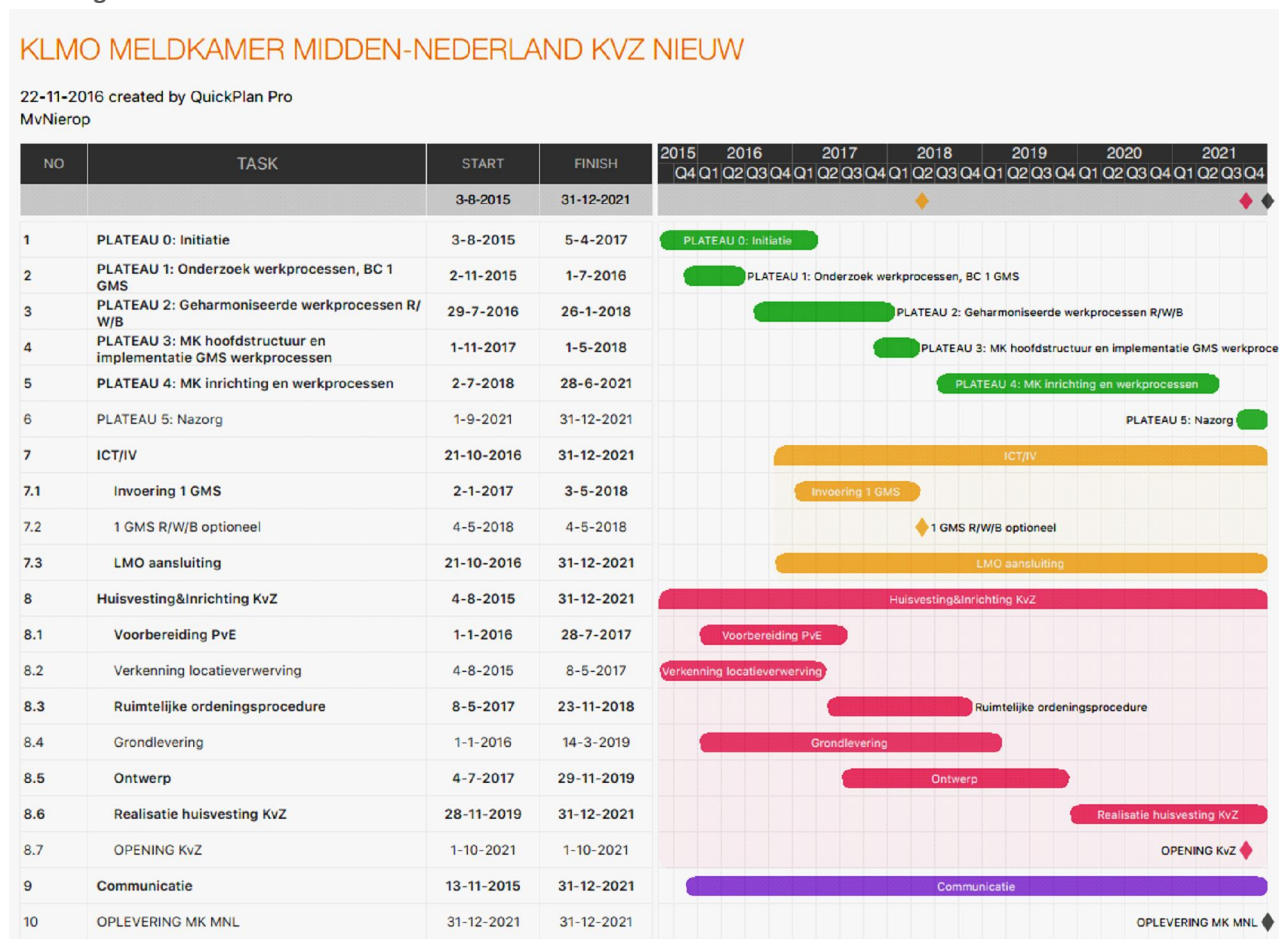 KLMO MELDKAMER MIDDEN-NEDERLAND KVZ NIEUW
22-11-2016 created by QuickPlan Pro
MvNierop
NO TASK START FINISH 2015 2016 2017 2018 2019 2020 2021
Q4 Q1 Q2 Q3 Q4 Q1 Q2 Q3 Q4 Q1 Q2 Q3 Q4 Q1 Q2 Q3 Q4 Q1 Q2 Q3 Q4 Q1 Q2 Q3 Q4
3-8-2015 31-12-2021
1 PLATEAU 0: Initiatie 3-8-2015 5-4-2017 PLATEAU 0: Initiatie
2 PLATEAU 1: Onderzoek werkprocessen, BC 1 GMS 2-11-2015 1-7-2016 PLATEAU 1: Onderzoek werkprocessen, BC 1 GMS
3 PLATEAU 2: Geharmoniseerde werkprocessen R/W/B 29-7-2016 26-1-2018 PLATEAU 2: Geharmoniseerde werkprocessen R/W/B
4 PLATEAU 3: MK hoofdstructuur en implementatie GMS werkprocessen 1-11-2017 1-5-2018 PLATEAU 3: MK hoofdstructuur en implementatie GMS werkproce
5 PLATEAU 4: MK inrichting en werkprocessen 2-7-2018 28-6-2021 PLATEAU 4: MK inrichting en werkprocessen
6 PLATEAU 5: Nazorg 1-9-2021 31-12-2021 PLATEAU 5: Nazorg
7 ICT/IV 21-10-2016 31-12-2021 ICT/IV
7.1 Invoering 1 GMS 2-1-2017 3-5-2018 Invoering 1 GMS
7.2 1 GMS R/W/B optioneel 4-5-2018 4-5-2018 1 GMS R/W/B optioneel
7.3 LMO aansluiting 21-10-2016 31-12-2021 LMO aansluiting
8 Huisvesting&Inrichting KvZ 4-8-2015 31-12-2021 Huisvesting&Inrichting KvZ
8.1 Voorbereiding PvE 1-1-2016 28-7-2017 Voorbereiding PvE
8.2 Verkenning locatieverwerving 4-8-2015 8-5-2017 Verkenning locatieverwerving
8.3 Ruimtelijke ordeningsprocedure 8-5-2017 23-11-2018 Ruimtelijke ordeningsprocedure
8.4 Grondlevering 1-1-2016 14-3-2019 Grondlevering
8.5 Ontwerp 4-7-2017 29-11-2019 Ontwerp
8.6 Realisatie huisvesting KvZ 28-11-2019 31-12-2021 Realisatie huisvesting KvZ
8.7 OPENING KvZ 1-10-2021 1-10-2021 OPENING KvZ
9 Communicatie 13-11-2015 31-12-2021 Communicatie
10 OPLEVERING MK MNL 31-12-2021 31-12-2021 OPLEVERING MK MNL